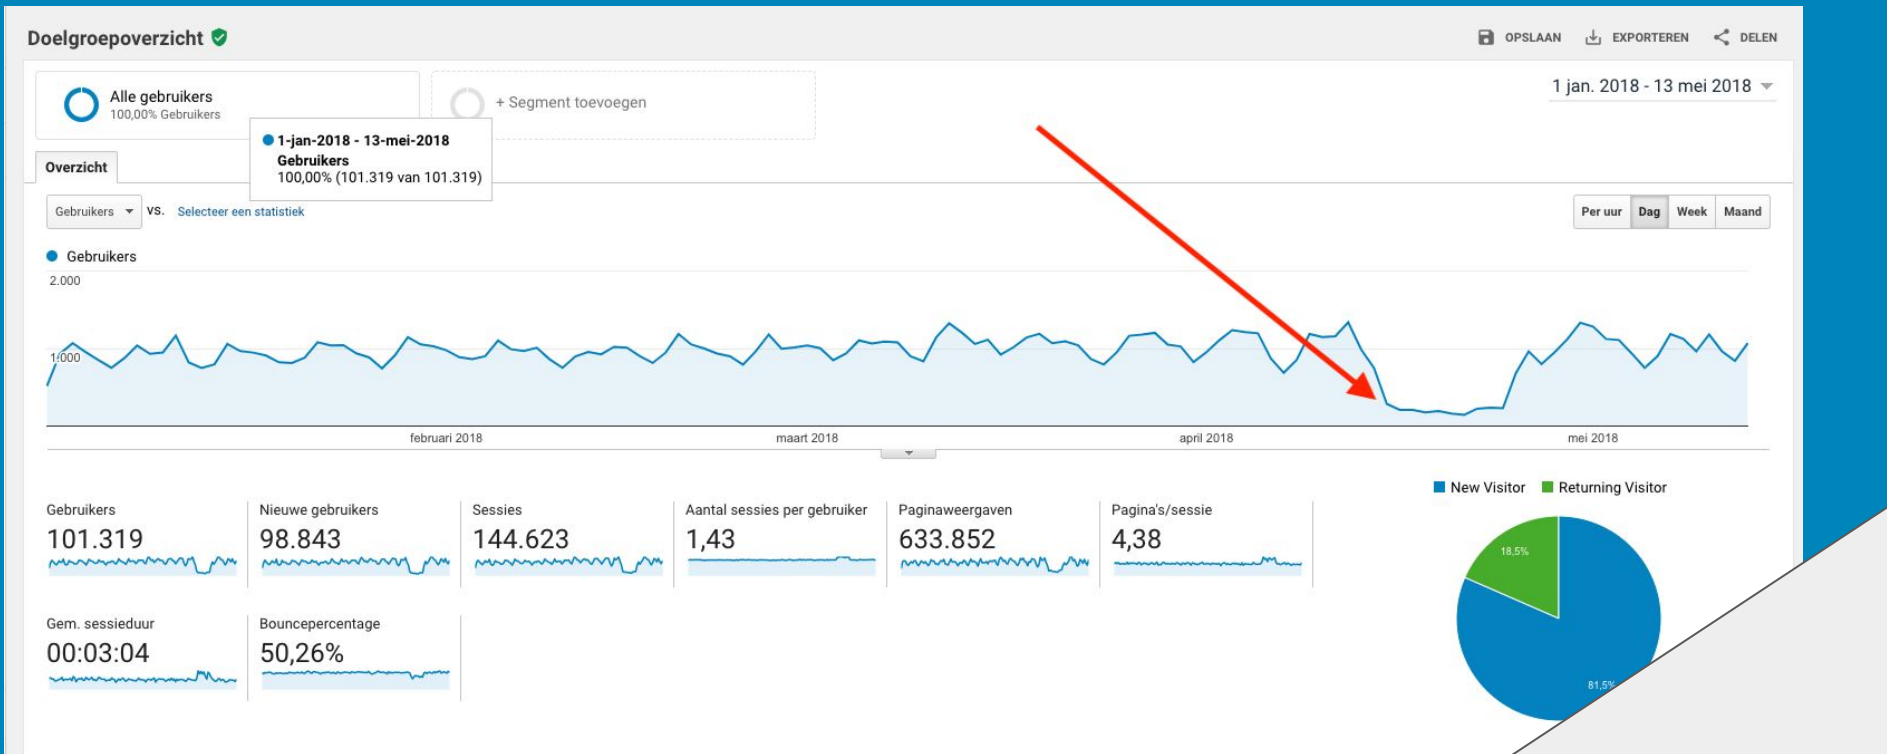 Doelgroepoverzicht
OPSLAAN EXPORTEREN DELEN
Alle gebruikers
100,00% Gebruikers
+ Segment toevoegen
1 jan. 2018 - 13 mei 2018
1-jan-2018 - 13-mei-2018
Gebruikers
100,00% (101.319 van 101.319)
Overzicht
Gebruikers VS. Selecteer een statistiek
Per uur Dag Week Maand
Gebruikers
2.000
1.000
februari 2018 maart 2018 april 2018 mei 2018
New Visitor Returning Visitor
Gebruikers
101.319
Nieuwe gebruikers
98.843
Sessies
144.623
Aantal sessies per gebruiker
1,43
Paginaweergaven
633.852
Pagina's/sessie
4,38
18,5%
81,5%
Gem. sessieduur
00:03:04
Bouncepercentage
50,26%